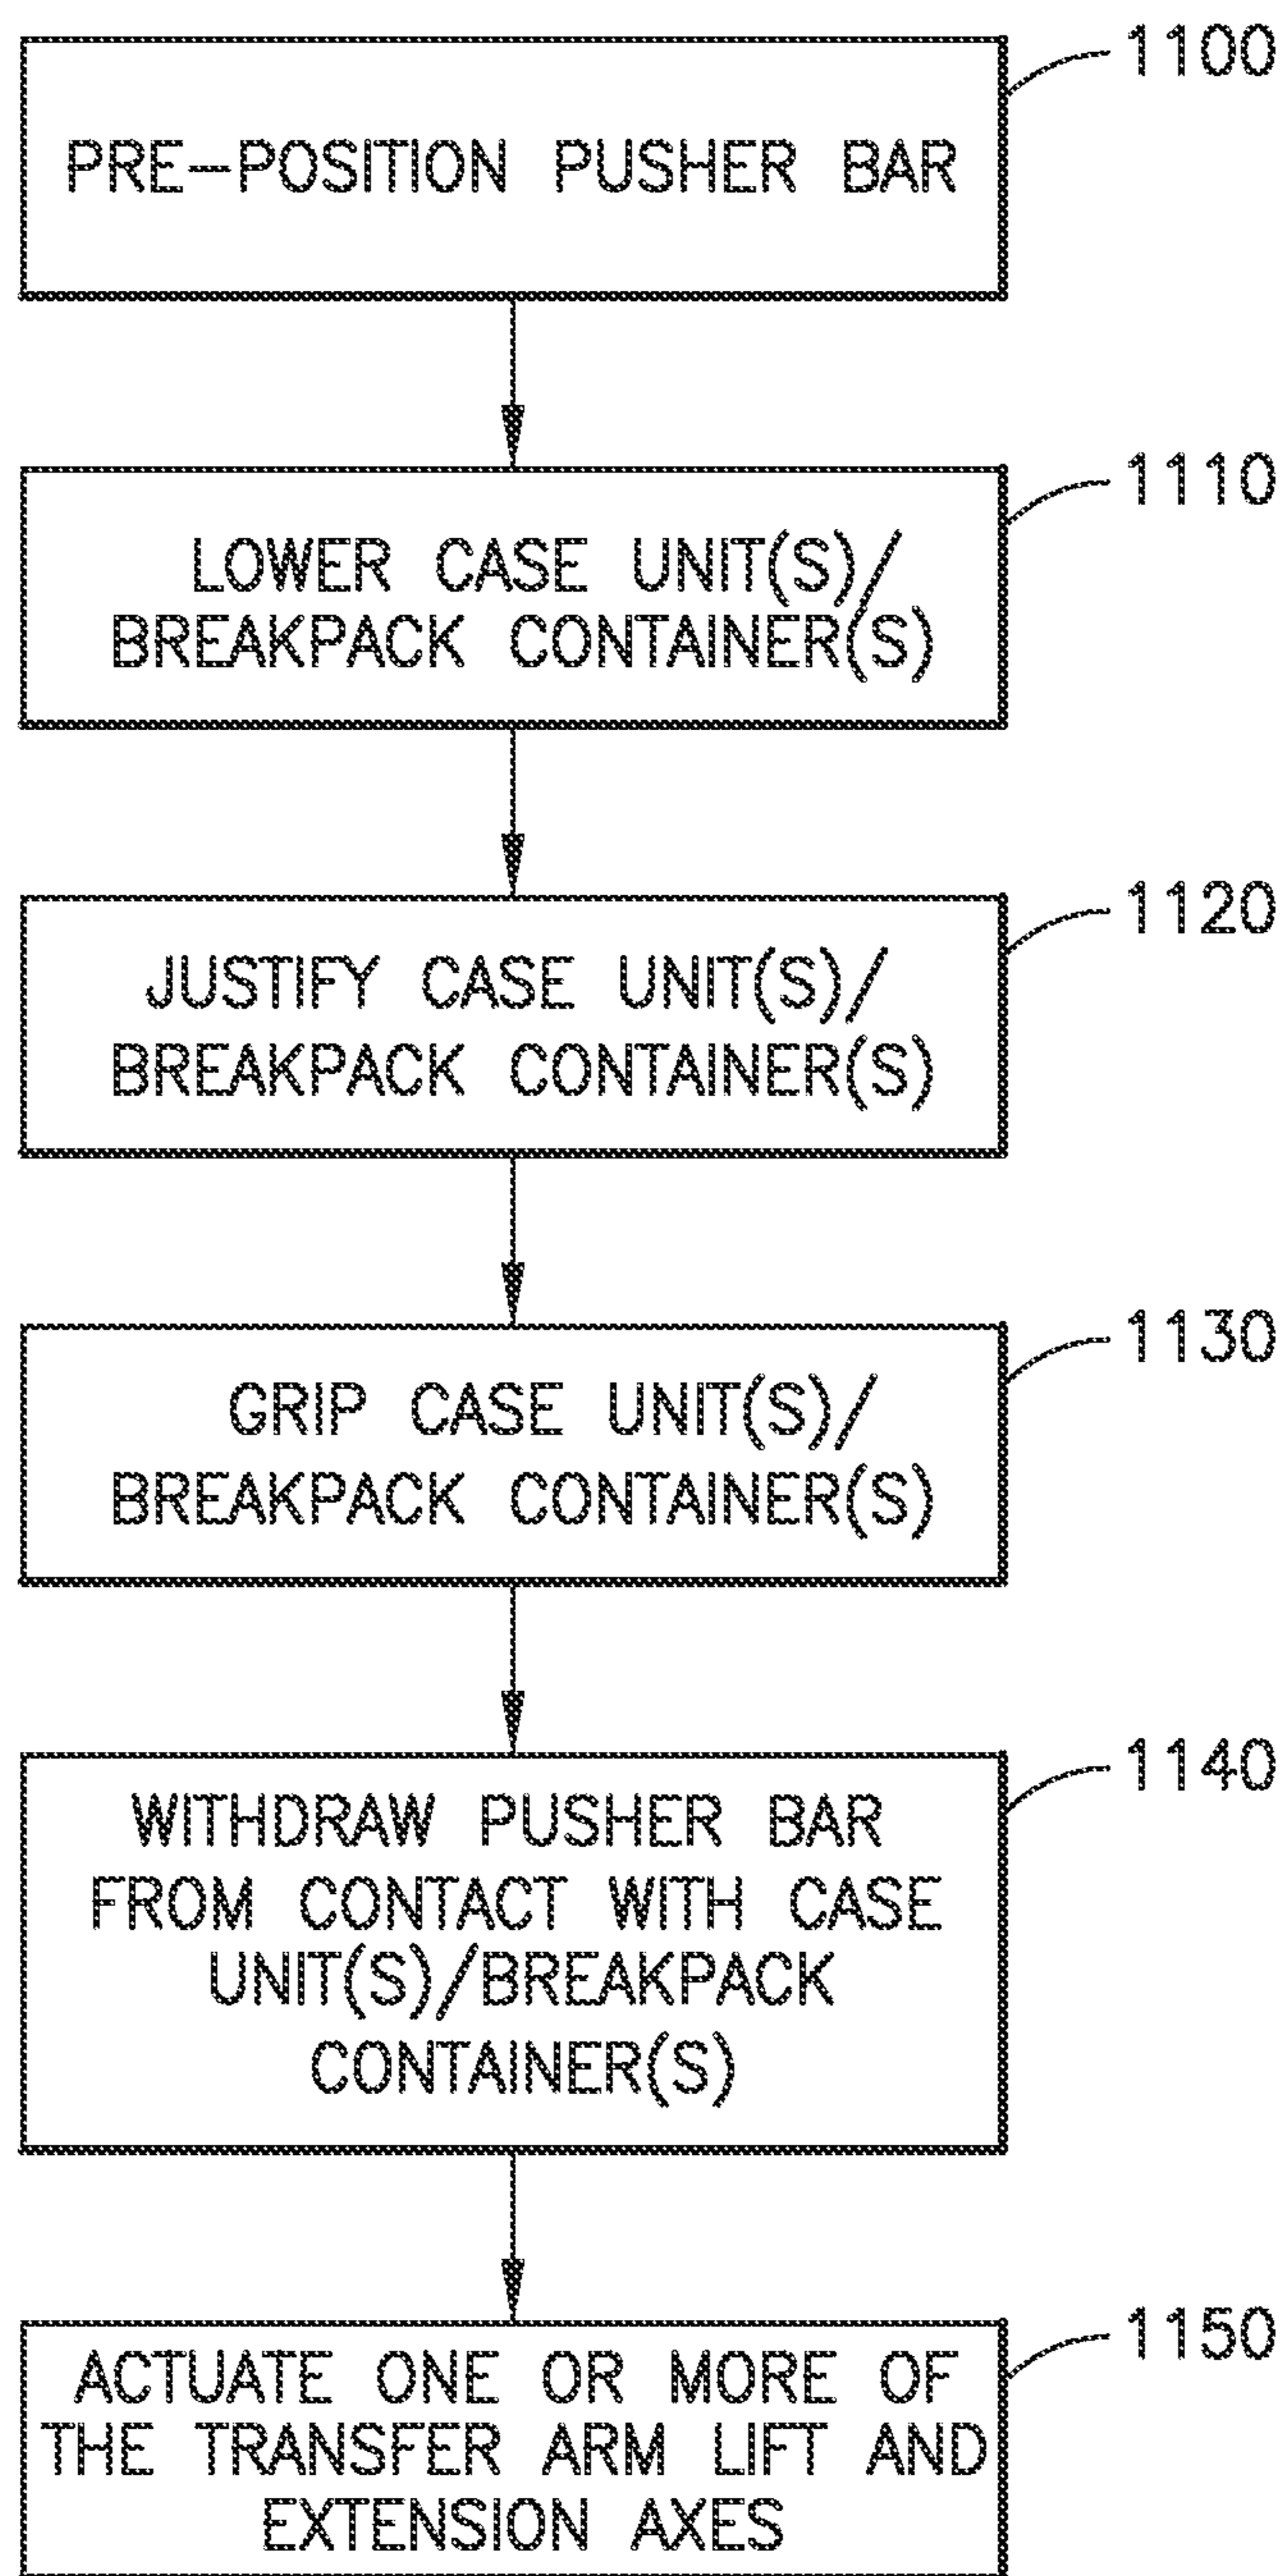 1100
PRE-POSITION PUSHER BAR
1110
LOWER CASE UNIT(S)/
BREAKPACK CONTAINER(S)
1120
JUSTIFY CASE UNIT(S)/
BREAKPACK CONTAINER(S)
1130
GRIP CASE UNIT(S)/
BREAKPACK CONTAINER(S)
1140
WITHDRAW PUSHER BAR
FROM CONTACT WITH CASE
UNIT(S)/BREAKPACK
CONTAINER(S)
1150
ACTUATE ONE OR MORE OF
THE TRANSFER ARM LIFT AND
EXTENSION AXES